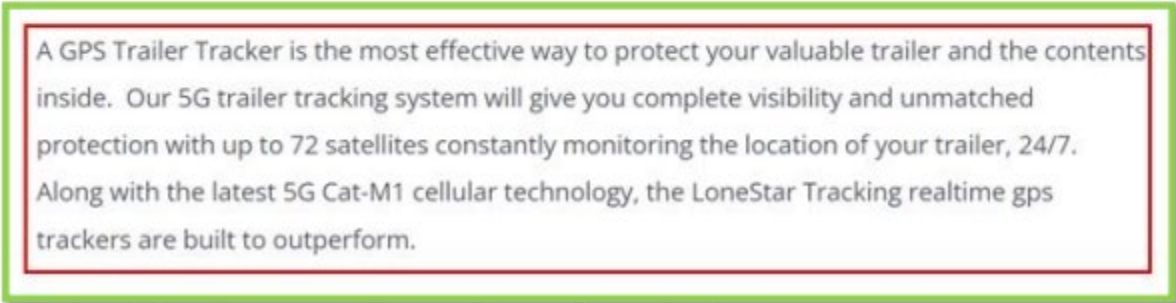 A GPS Trailer Tracker is the most effective way to protect your valuable trailer and the contents
inside.  Our 5G trailer tracking system will give you complete visibility and unmatched
protection with up to 72 satellites constantly monitoring the location of your trailer, 24/7.
Along with the latest 5G Cat-M1 cellular technology, the LoneStar Tracking realtime gps
trackers are built to outperform.